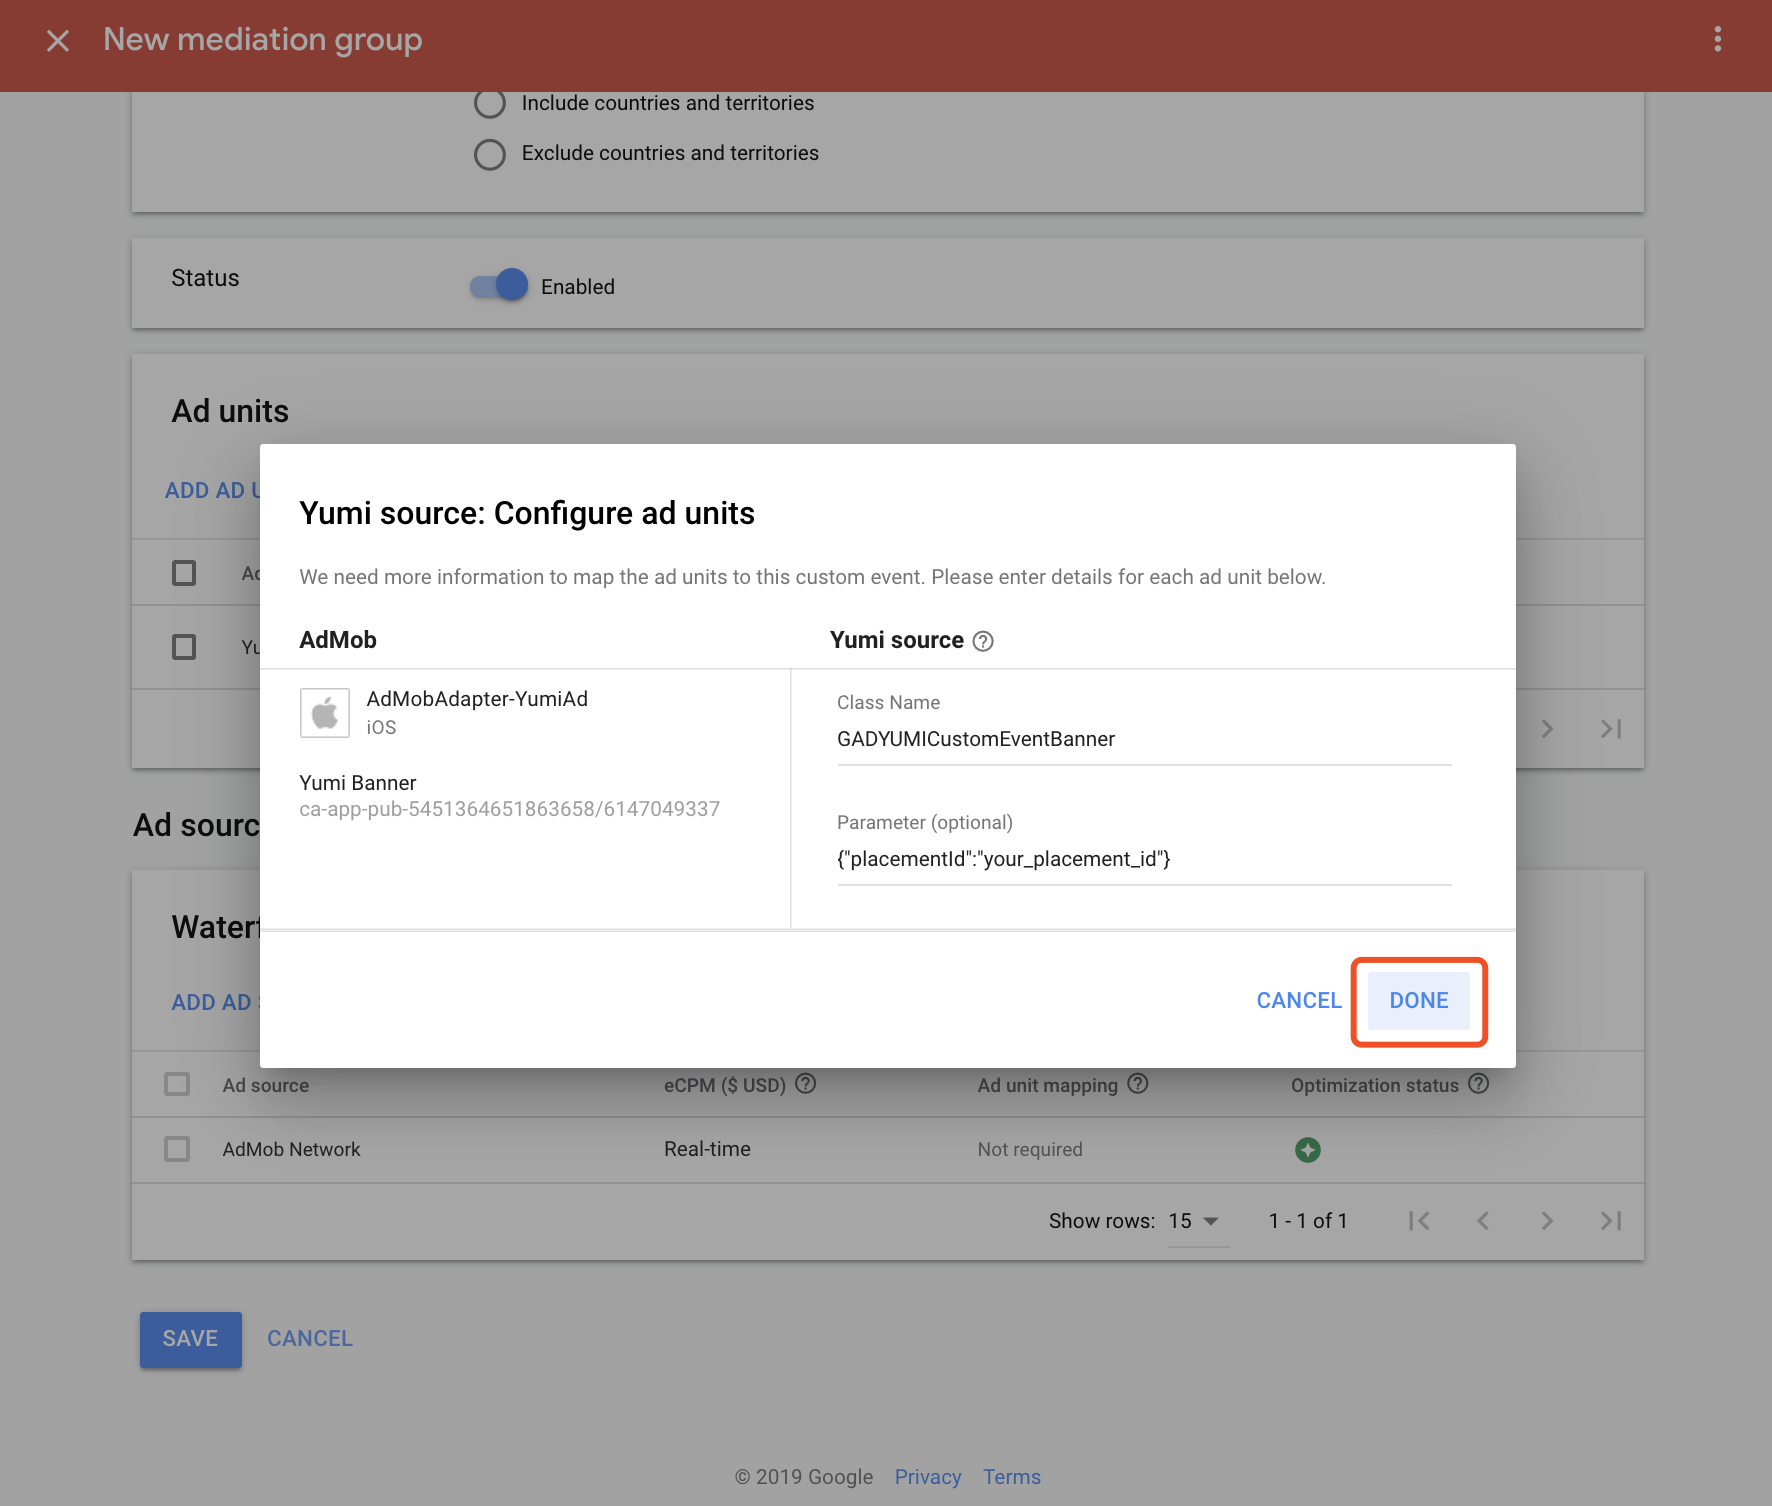 New mediation group
Include countries and territories
Exclude countries and territories
Status
Enabled
Ad units
ADD AD U
Yumi source: Configure ad units
We need more information to map the ad units to this custom event. Please enter details for each ad unit below.
AdMob
Yumi source
AdMobAdapter-YumiAd
iOS
Yumi Banner
ca-app-pub-5451364651863658/6147049337
Class Name
GADYUMICustomEventBanner
Parameter (optional)
{"placementId":"your_placement_id"}
CANCEL
DONE
Ad
Yu
Ad sourc
Waterf
ADD AD S
Ad source
eCPM ($ USD)
Ad unit mapping
Optimization status
AdMob Network
Real-time
Not required
Show rows:
15
1 - 1 of 1
SAVE
CANCEL
© 2019 Google
Privacy
Terms